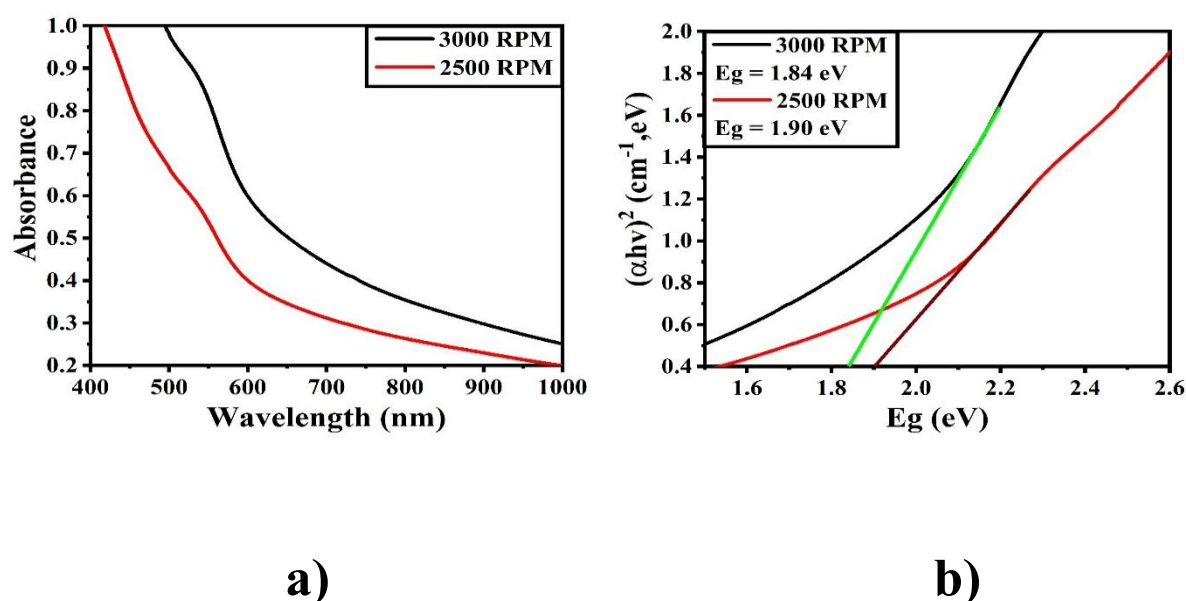 1.0
0.9
0.8
0.7
0.6
0.5
0.4
0.3
0.2
400 500 600 700 800 900 1000
Absorbance
Wavelength (nm)
3000 RPM
2500 RPM
a)
2.0
1.8
1.6
1.4
1.2
1.0
0.8
0.6
0.4
1.6 1.8 2.0 2.2 2.4 2.6
(αhν)² (cm⁻¹,eV)
Eg (eV)
3000 RPM
Eg = 1.84 eV
2500 RPM
Eg = 1.90 eV
b)